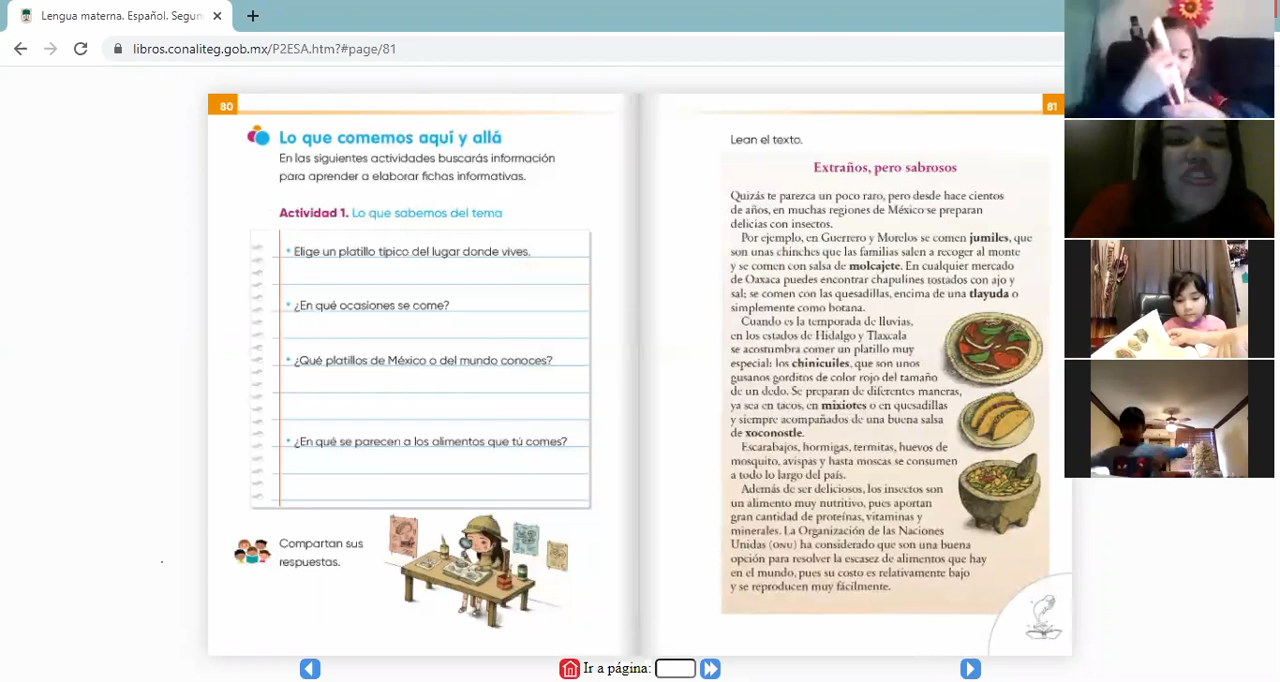 Lengua materna. Español. Segun
libros.conaliteg.gob.mx/P2ESA.htm?#page/81
80
Lo que comemos aquí y allá
En las siguientes actividades buscarás información
para aprender a elaborar fichas informativas.
Actividad 1. Lo que sabemos del tema
• Elige un platillo típico del lugar donde vives.
• ¿En qué ocasiones se come?
• ¿Qué platillos de México o del mundo conoces?
• ¿En qué se parecen a los alimentos que tú comes?
Compartan sus
respuestas.
81
Lean el texto.
Extraños, pero sabrosos
Quizás te parezca un poco raro, pero desde hace cientos
de años, en muchas regiones de México se preparan
delicias con insectos.
Por ejemplo, en Guerrero y Morelos se comen jumiles, que
son unas chinches que las familias salen a recoger al monte
y se comen con salsa de molcajete. En cualquier mercado
de Oaxaca puedes encontrar chapulines tostados con ajo y
sal; se comen con las quesadillas, encima de una tlayuda o
simplemente como botana.
Cuando es la temporada de lluvias,
en los estados de Hidalgo y Tlaxcala
se acostumbra comer un platillo muy
especial: los chinicuiles, que son unos
gusanos gorditos de color rojo del tamaño
de un dedo. Se preparan de diferentes maneras,
ya sea en tacos, en mixiotes o en quesadillas
y siempre acompañados de una buena salsa
de xoconostle.
Escarabajos, hormigas, termitas, huevos de
mosquito, avispas y hasta moscas se consumen
a todo lo largo del país.
Además de ser deliciosos, los insectos son
un alimento muy nutritivo, pues aportan
gran cantidad de proteínas, vitaminas y
minerales. La Organización de las Naciones
Unidas (ONU) ha considerado que son una buena
opción para resolver la escasez de alimentos que hay
en el mundo, pues su costo es relativamente bajo
y se reproducen muy fácilmente.
Ir a página: